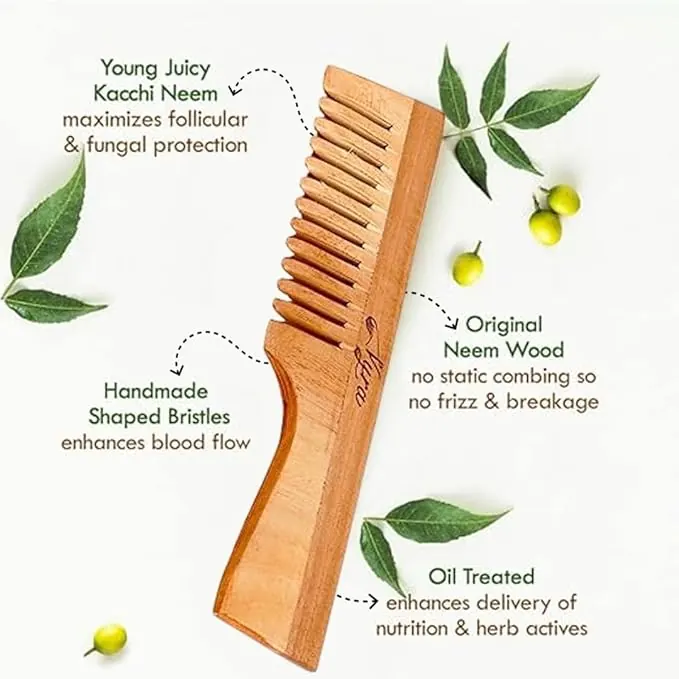 Young Juicy
Kacchi Neem
maximizes follicular
& fungal protection
Original
Neem Wood
no static combing so
no frizz & breakage
Handmade
Shaped Bristles
enhances blood flow
Oil Treated
enhances delivery of
nutrition & herb actives